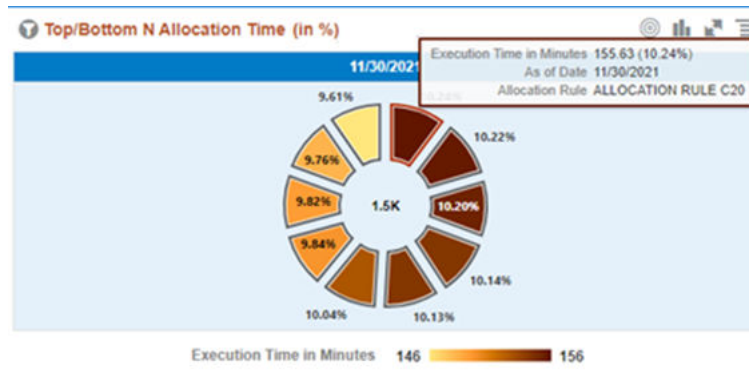 Top/Bottom N Allocation Time (in %)
11/30/2021
Execution Time in Minutes 155.63 (10.24%)
As of Date 11/30/2021
Allocation Rule ALLOCATION RULE C20
9.61%
10.22%
9.76%
9.82%
1.5K
10.20%
9.84%
10.14%
10.04%
10.13%
Execution Time in Minutes 146 156